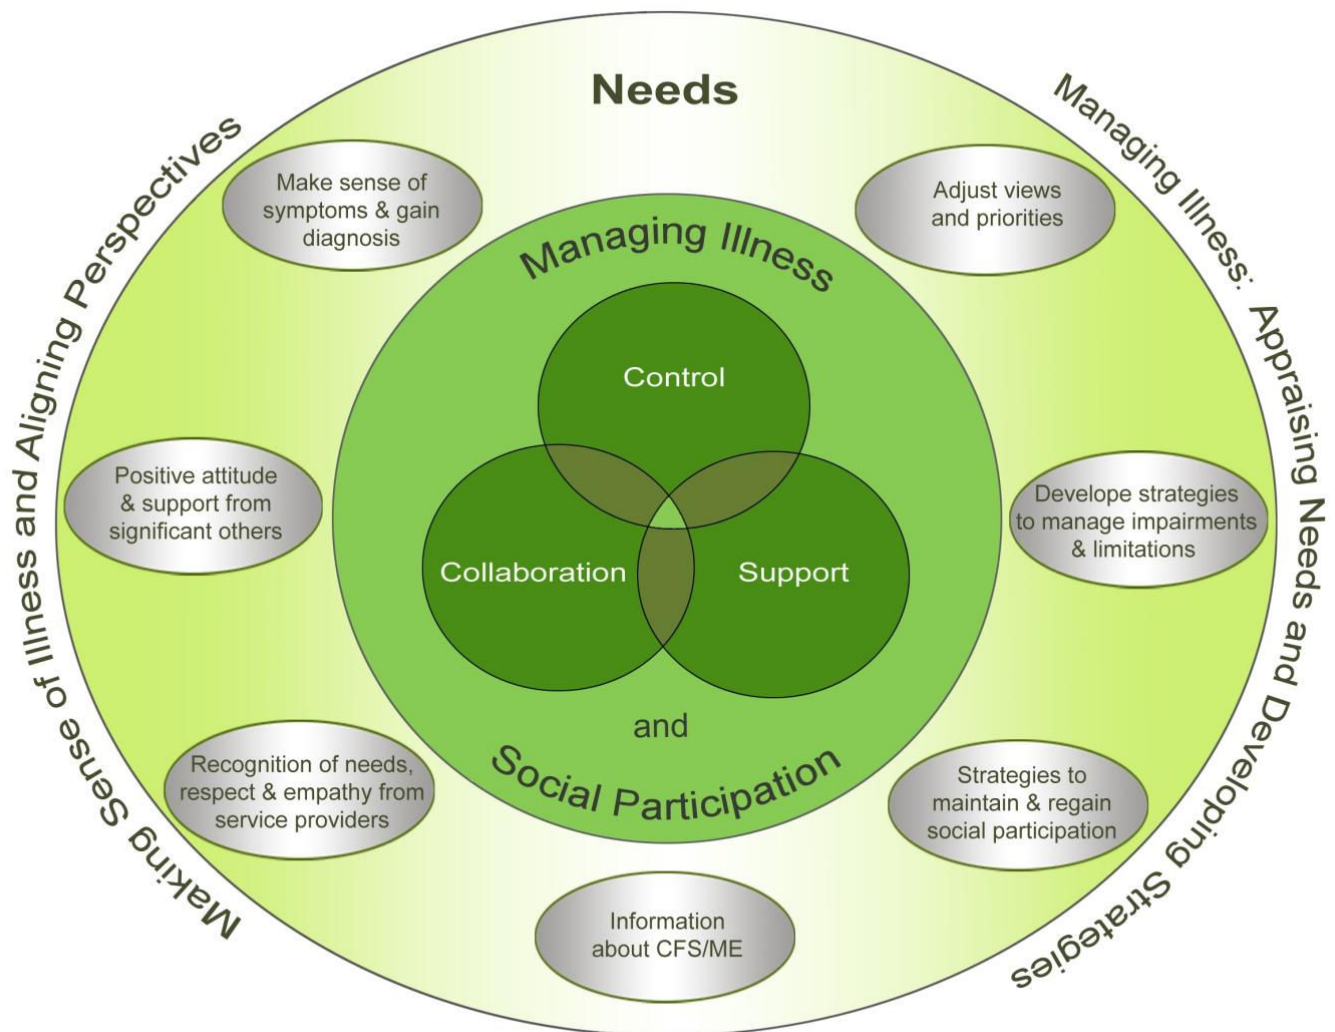 Needs
Making Sense of Illness and Aligning Perspectives
Managing Illness: Appraising Needs and Developing Strategies
Make sense of
symptoms & gain
diagnosis
Adjust views
and priorities
Managing Illness
Control
Positive attitude
& support from
significant others
Develope strategies
to manage impairments
& limitations
Collaboration
Support
and
Social Participation
Recognition of needs,
respect & empathy from
service providers
Strategies to
maintain & regain
social participation
Information
about CFS/ME